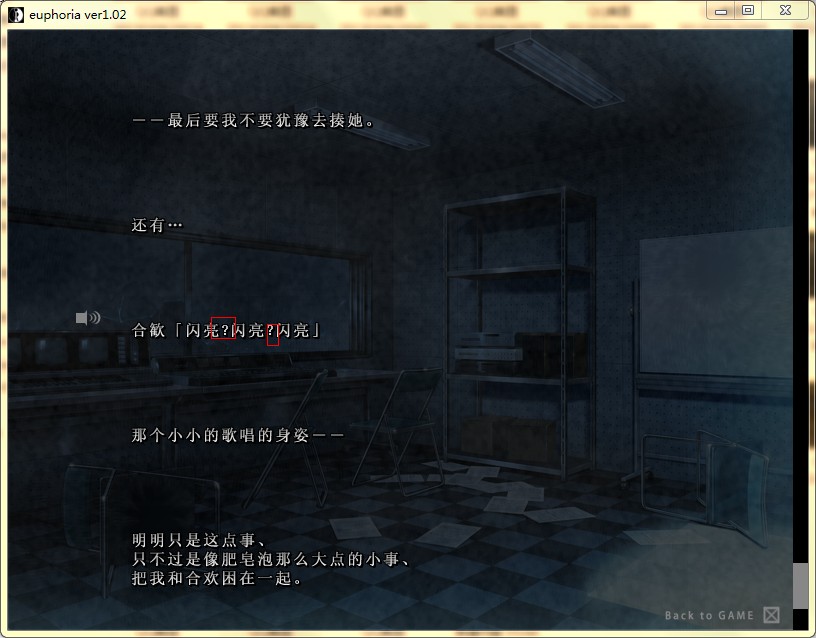 euphoria ver1.02
——最后要我不要犹豫去揍她。
还有…
合歓「闪亮?闪亮?闪亮」
那个小小的歌唱的身姿——
明明只是这点事、
只不过是像肥皂泡那么大点的小事、
把我和合欢困在一起。
Back to GAME